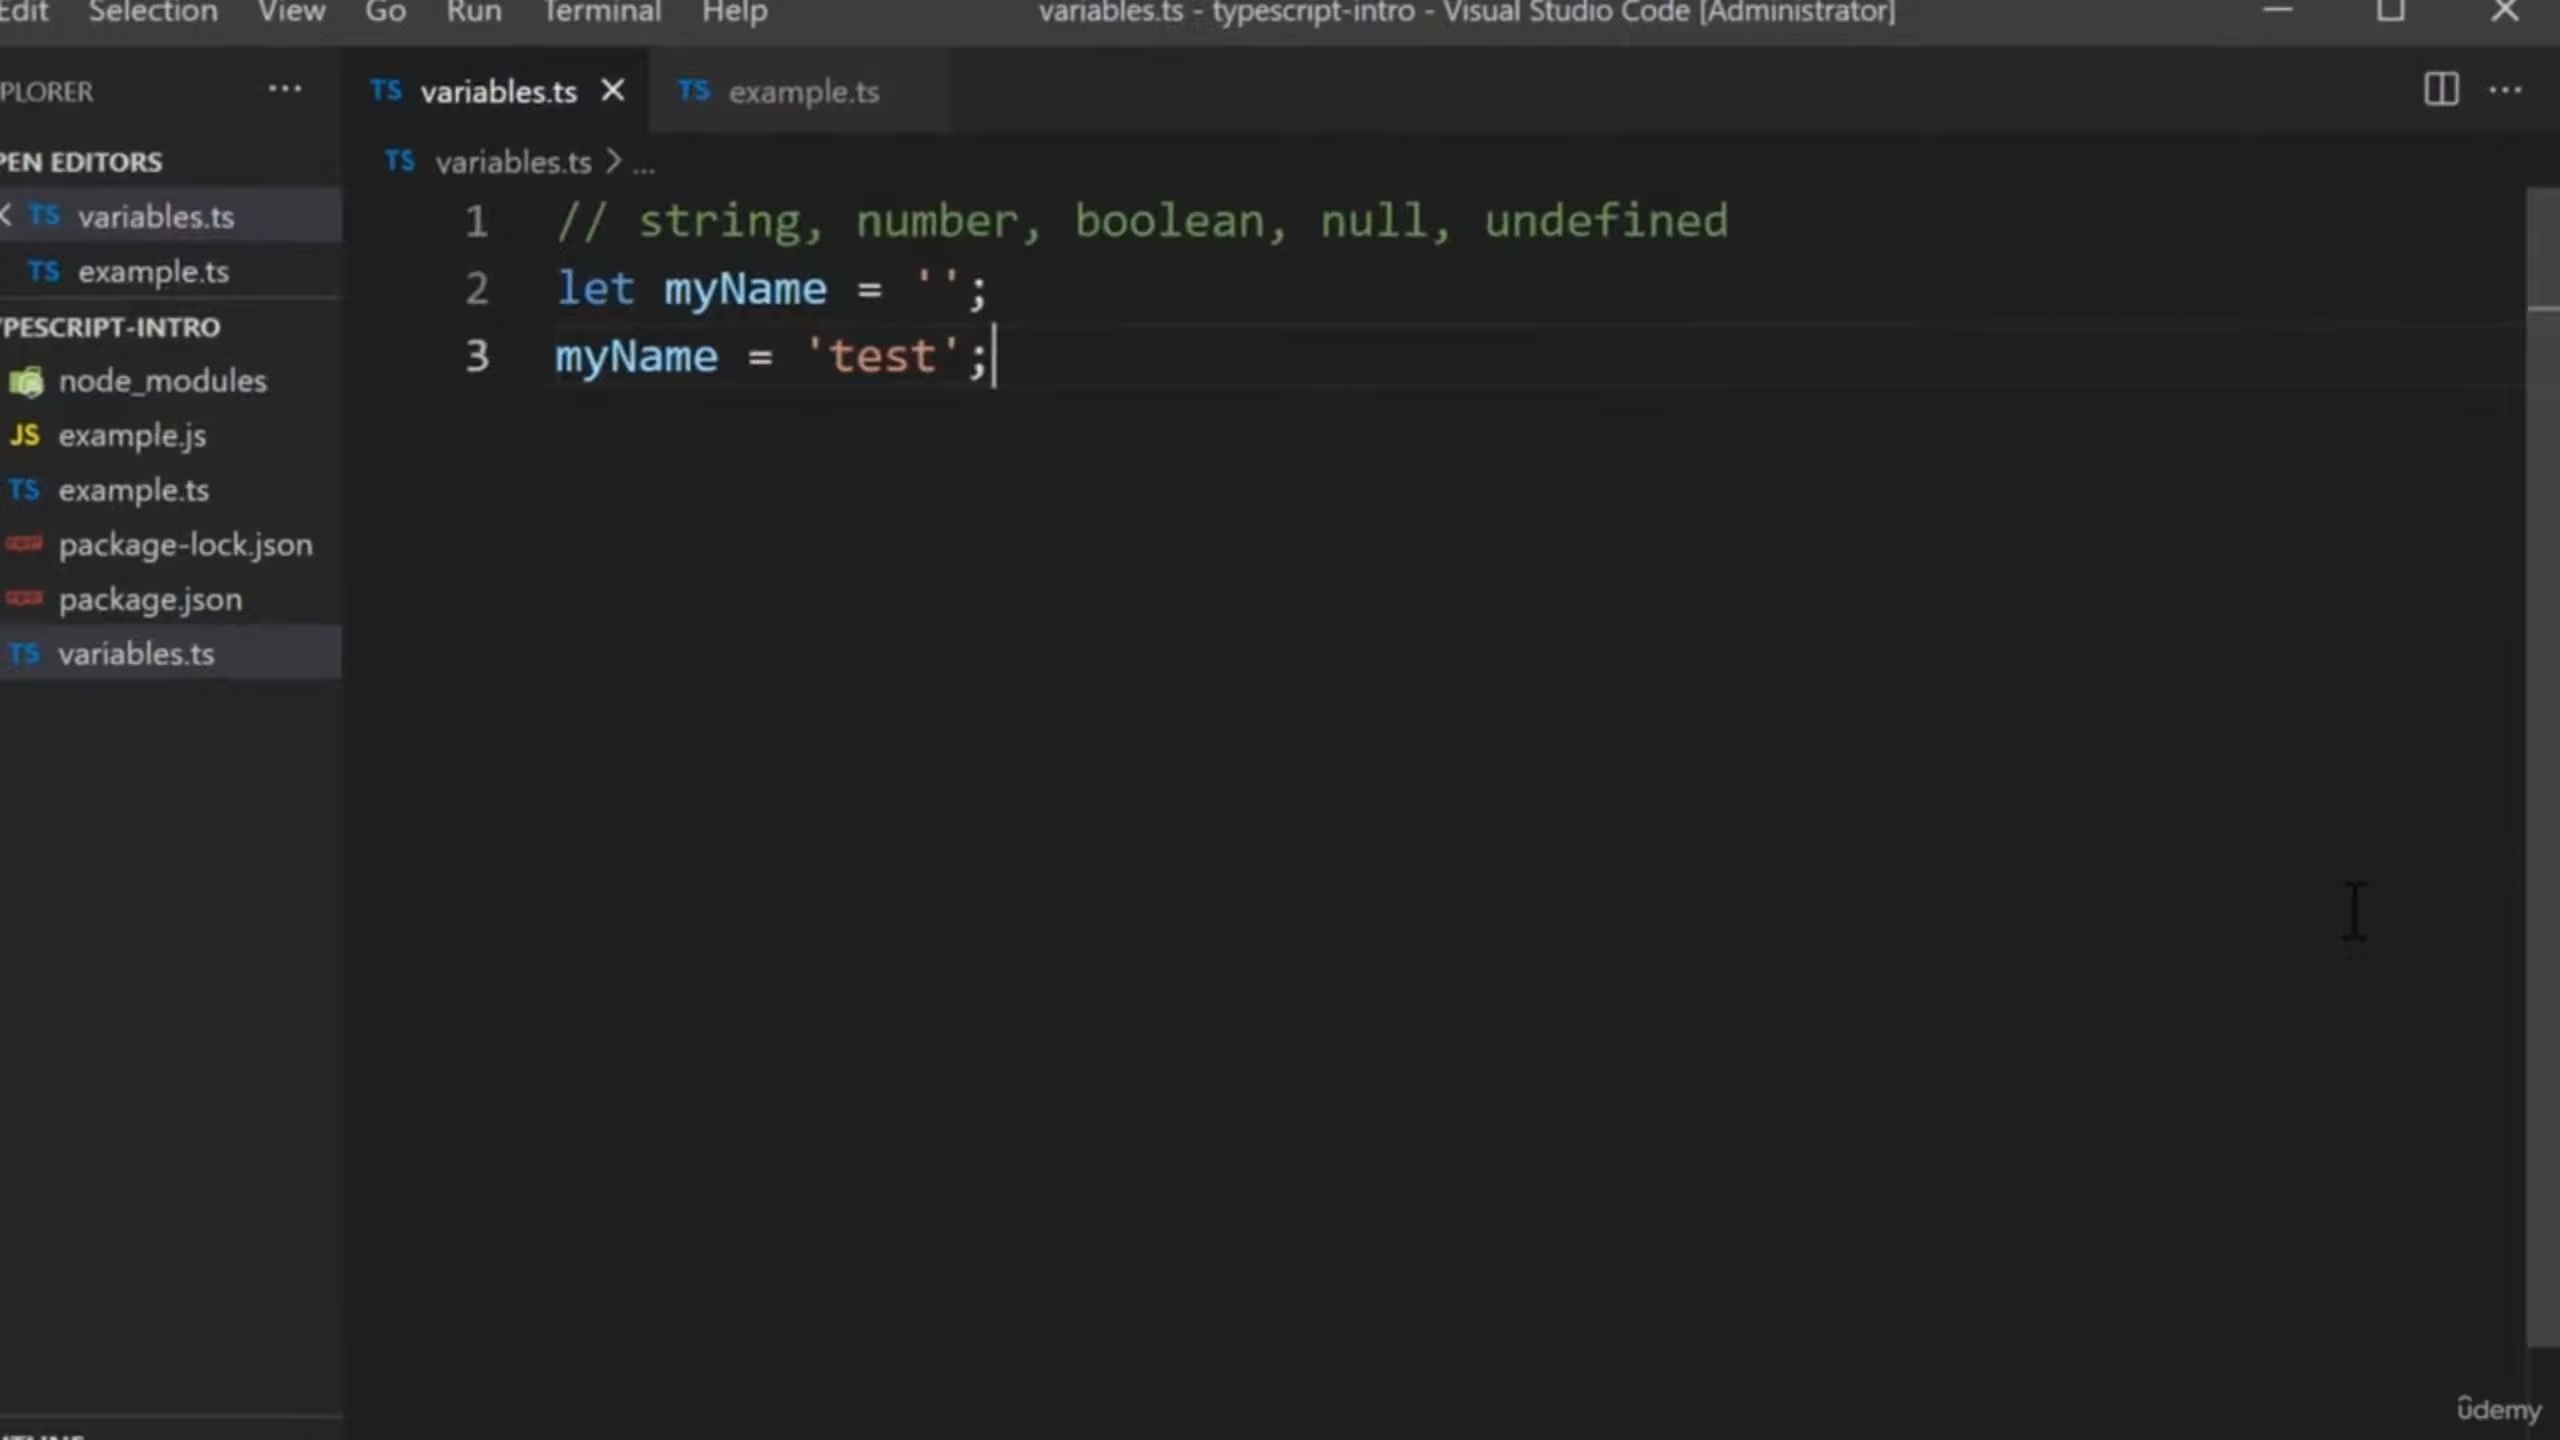 Edit Selection View Go Run Terminal Help variables.ts - typescript-intro - Visual Studio Code [Administrator]
PLORER
TS variables.ts TS example.ts
PEN EDITORS
TS variables.ts > ...
TS variables.ts
TS example.ts
YPESCRIPT-INTRO
node_modules
JS example.js
TS example.ts
package-lock.json
package.json
TS variables.ts
1 // string, number, boolean, null, undefined
2 let myName = '';
3 myName = 'test';
udemy